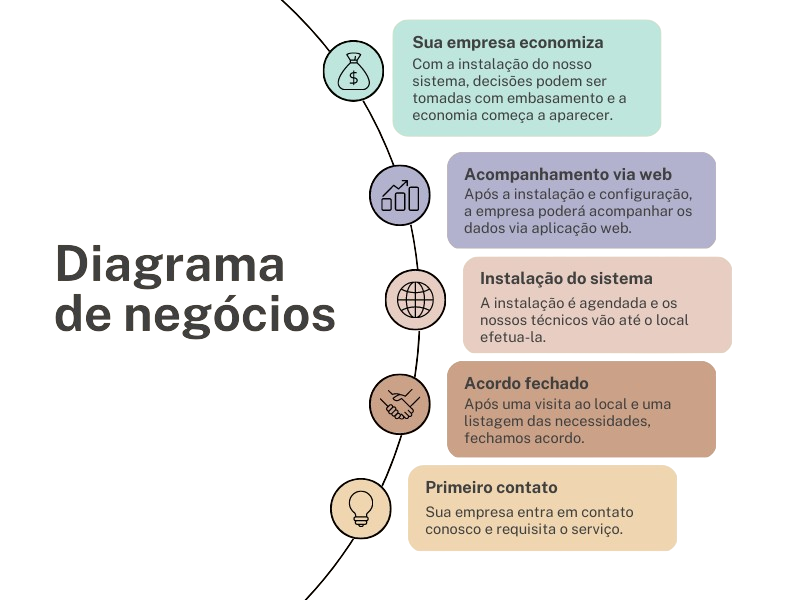 Diagrama
de negócios
Sua empresa economiza
Com a instalação do nosso
sistema, decisões podem ser
tomadas com embasamento e a
economia começa a aparecer.
$
Acompanhamento via web
Após a instalação e configuração,
a empresa poderá acompanhar os
dados via aplicação web.
Instalação do sistema
A instalação é agendada e os
nossos técnicos vão até o local
efetua-la.
Acordo fechado
Após uma visita ao local e uma
listagem das necessidades,
fechamos acordo.
Primeiro contato
Sua empresa entra em contato
conosco e requisita o serviço.